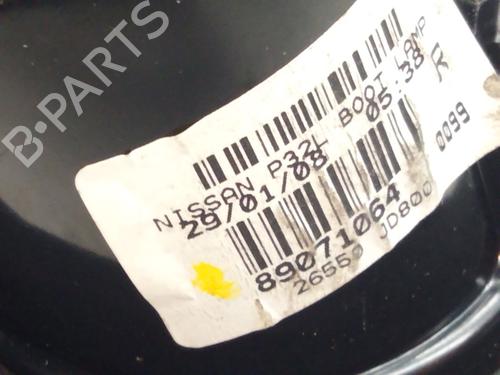 B-PARTS
NISSAN P32L BOOT LAMP
29/01/08 05:38 R
89071064 0099
26550 JD800